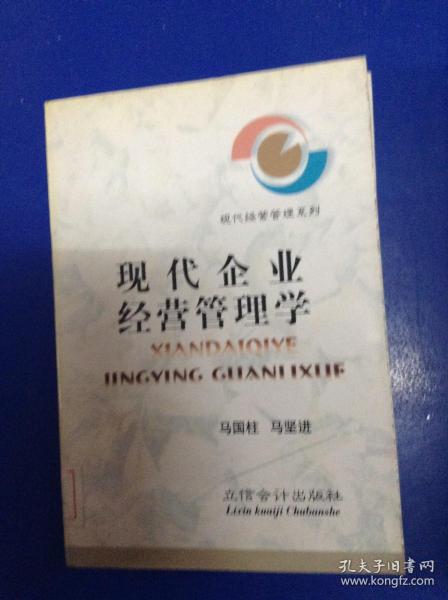 现代经营管理系列
现代企业
经营管理学
XIANDAIQIYE
JINGYING GUANLIXUE
马国柱 马坚进
立信会计出版社
Lixin kuaiji Chubanshe
孔夫子旧书网
www.kongfz.com